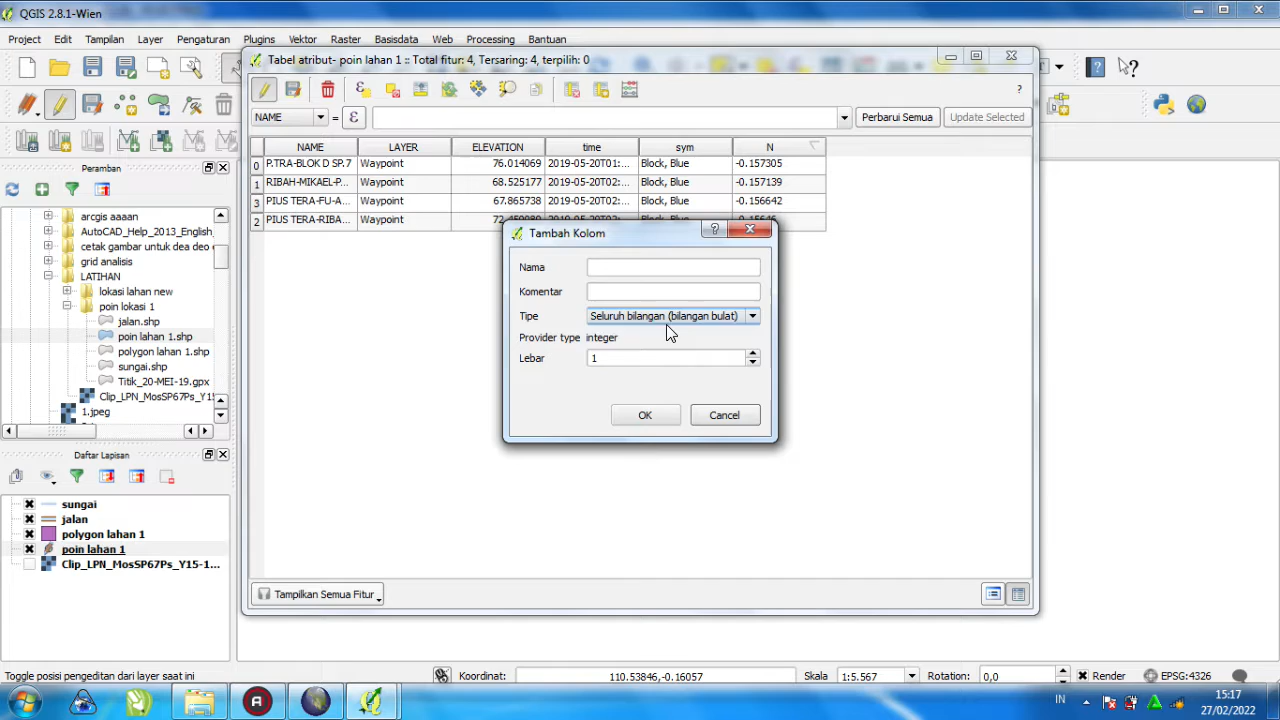 QGIS 2.8.1-Wien
Project Edit Tampilan Layer Pengaturan Plugins Vektor Raster Basisdata Web Processing Bantuan
Tabel atribut- poin lahan 1 :: Total fitur: 4, Tersaring: 4, terpilih: 0
NAME = ε Perbarui Semua Update Selected
NAME LAYER ELEVATION time sym N
0 P.TRA-BLOK D SP.7 Waypoint 76.014069 2019-05-20T01:... Block, Blue -0.157305
1 RIBAH-MIKAEL-P... Waypoint 68.525177 2019-05-20T02:... Block, Blue -0.157139
3 PIUS TERA-FU-A... Waypoint 67.865738 2019-05-20T02:... Block, Blue -0.156642
2 PIUS TERA-RIBA... Waypoint
Peraman
arcgis aaaan
AutoCAD_Help_2013_English_
cetak gambar untuk dea deo
grid analisis
LATIHAN
lokasi lahan new
poin lokasi 1
jalan.shp
poin lahan 1.shp
polygon lahan 1.shp
sungai.shp
Titik_20-MEI-19.gpx
Clip_LPN_MosSP67Ps_Y15
1.jpeg
Tambah Kolom
Nama
Komentar
Tipe Seluruh bilangan (bilangan bulat)
Provider type integer
Lebar 1
OK Cancel
Daftar Lapisan
sungai
jalan
polygon lahan 1
poin lahan 1
Clip_LPN_MosSP67Ps_Y15-1...
Tampilkan Semua Fitur
Toggle posisi pengeditan dari layer saat ini Koordinat: 110.53846,-0.16057 Skala 1:5.567 Rotation: 0,0 Render EPSG:4326
IN 15:17
27/02/2022